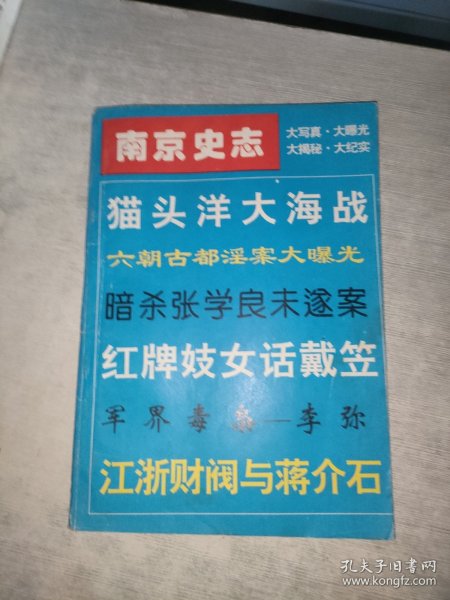 南京史志
大写真·大曝光
大揭秘·大纪实
猫头洋大海战
六朝古都淫案大曝光
暗杀张学良未遂案
红牌妓女话戴笠
军界毒枭—李弥
江浙财阀与蒋介石
孔夫子旧书网
www.kongfz.com